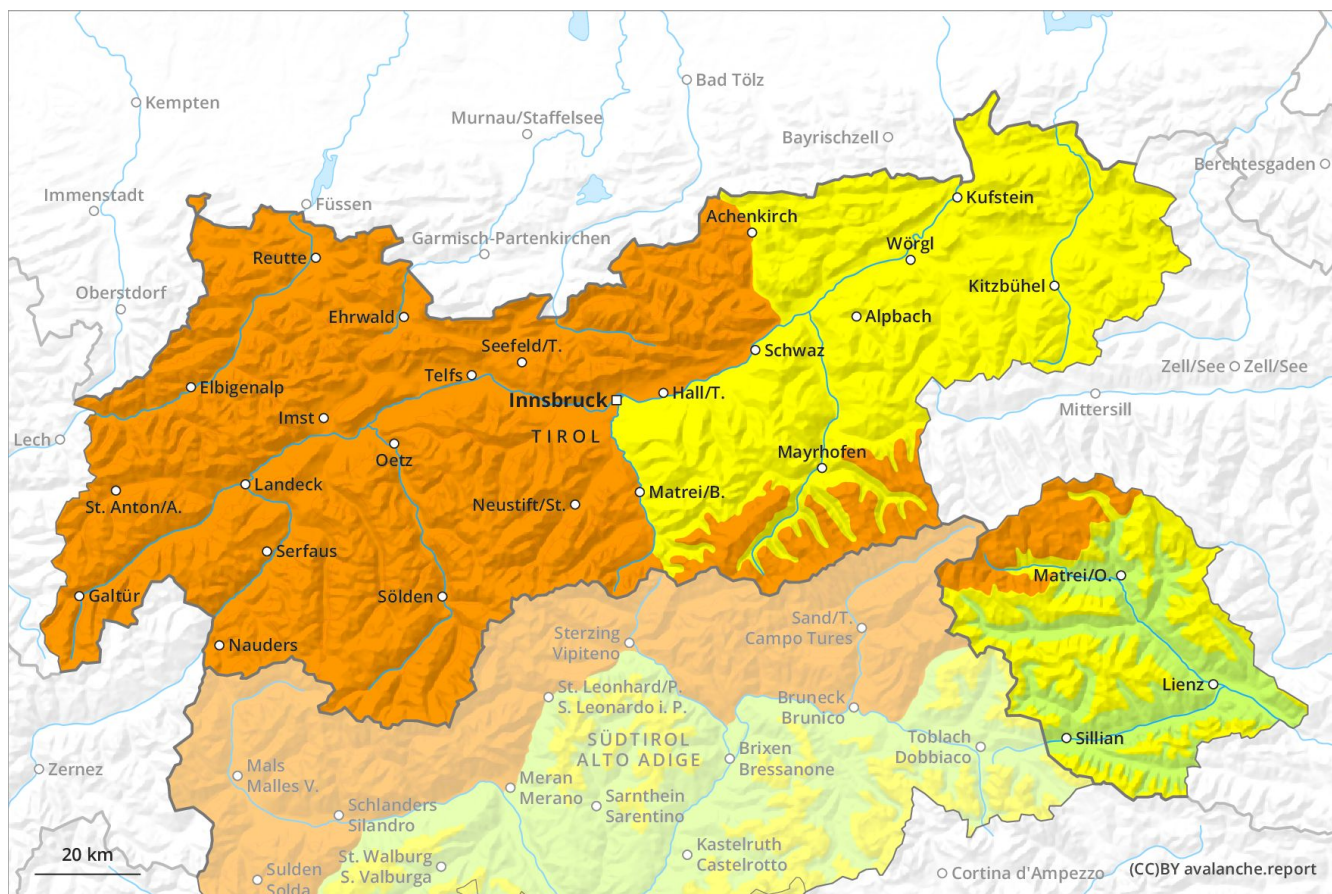 Bad Tölz
Kempten
Murnau/Staffelsee
Bayrischzell
Berchtesgaden
Immenstadt
Füssen
Kufstein
Achenkirch
Garmisch-Partenkirchen
Wörgl
Reutte
Kitzbühel
Oberstdorf
Ehrwald
Alpbach
Seefeld/T.
Schwaz
Telfs
Zell/See
Zell/See
Elbigenalp
Hall/T.
Mittersill
Innsbruck
Imst
Lech
TIROL
Oetz
Mayrhofen
Landeck
St. Anton/A.
Neustift/St.
Matrei/B.
Serfaus
Matrei/O.
Galtür
Sölden
Sand/T.
Campo Tures
Sterzing
Vipiteno
Nauders
Lienz
St. Leonhard/P.
S. Leonardo i. P.
Bruneck
Brunico
SÜDTIROL
ALTO ADIGE
Toblach
Dobbiaco
Sillian
Brixen
Bressanone
Zernez
Mals
Malles V.
Meran
Merano
Sarnthein
Sarentino
Schlanders
Silandro
Kastelruth
Castelrotto
20 km
St. Walburg
S. Valburga
Sulden
Solda
Cortina d'Ampezzo
(CC)BY avalanche.report